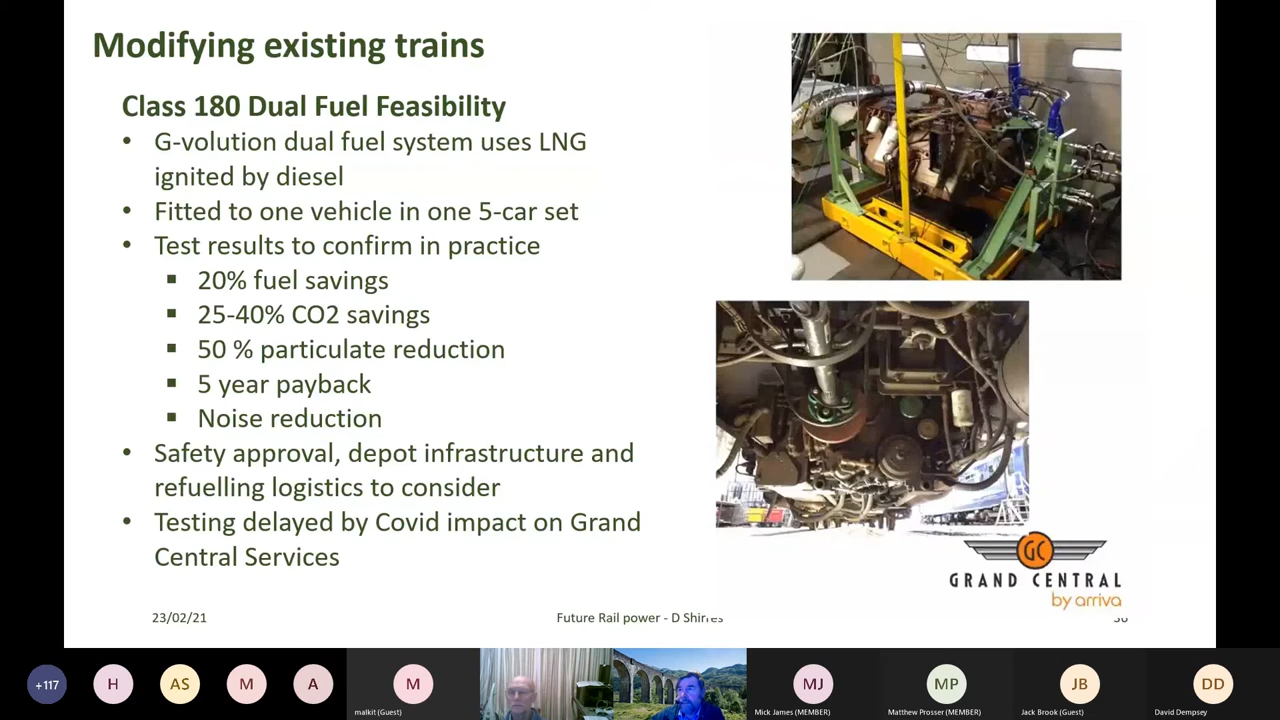 Modifying existing trains
Class 180 Dual Fuel Feasibility
• G-volution dual fuel system uses LNG
ignited by diesel
• Fitted to one vehicle in one 5-car set
• Test results to confirm in practice
▪ 20% fuel savings
▪ 25-40% CO2 savings
▪ 50 % particulate reduction
▪ 5 year payback
▪ Noise reduction
• Safety approval, depot infrastructure and
refuelling logistics to consider
• Testing delayed by Covid impact on Grand
Central Services
GC
GRAND CENTRAL
by arriva
23/02/21
Future Rail power - D Shirres
+117
H
AS
M
A
M
malkit (Guest)
MJ
Mick James (MEMBER)
MP
Matthew Prosser (MEMBER)
JB
Jack Brook (Guest)
DD
David Dempsey